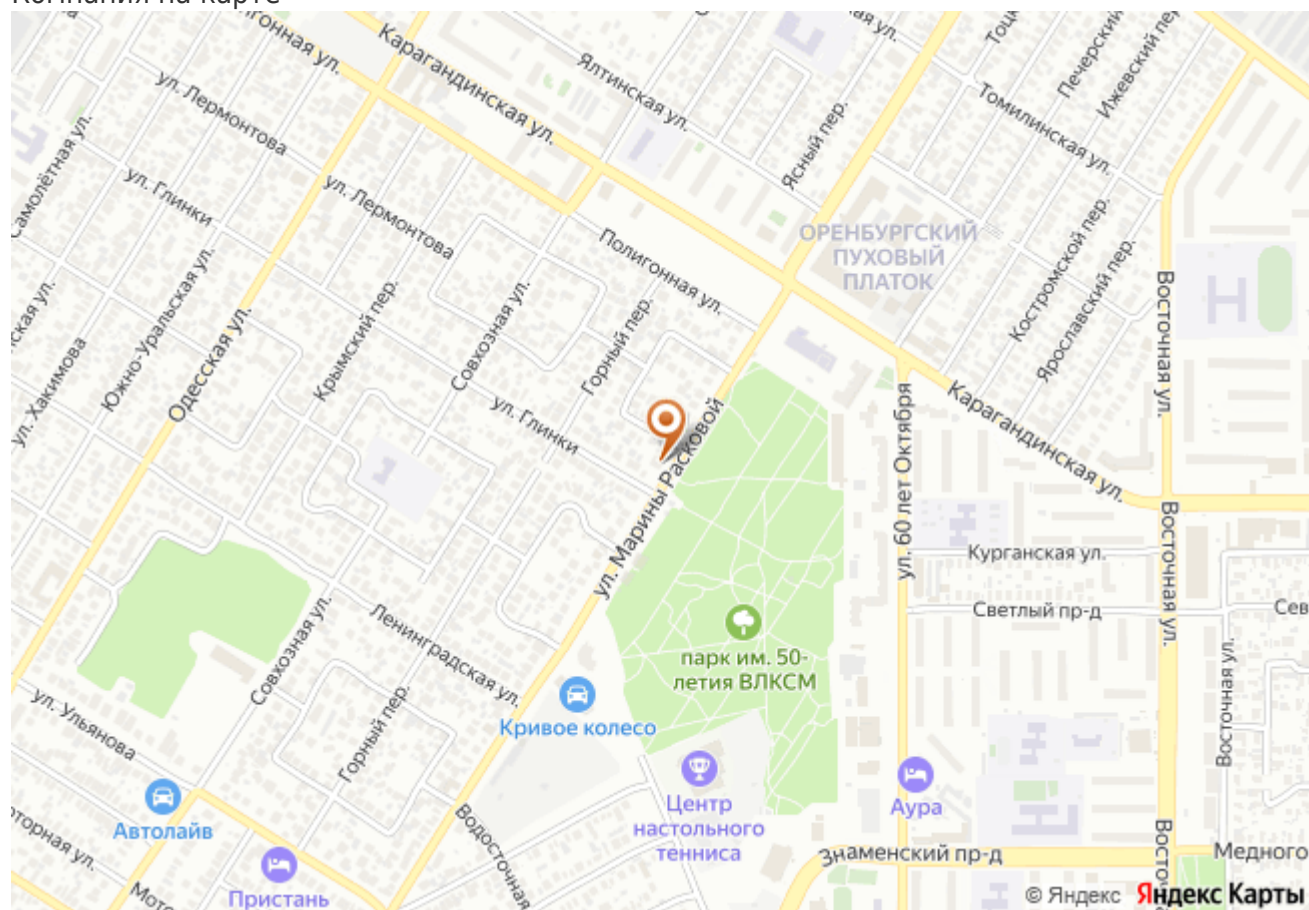 Компания на карте
Карагандинская ул.
Ялтинская ул.
Ясный пер.
Печерский
Ижевский пер.
Томилинская ул.
ул. Лермонтова
Самолётная ул.
ул. Глинки
ул. Лермонтова
Полигонная ул.
ОРЕНБУРГСКИЙ
ПУХОВЫЙ
ПЛАТОК
Костромской пер.
Ярославский пер.
Восточная ул.
ул. Хакимова
Южно-Уральская ул.
Одесская ул.
Крымский пер.
Совхозная ул.
Горный пер.
ул. Глинки
ул. Марины Расковой
ул. 60 лет Октября
Карагандинская ул.
Восточная ул.
Курганская ул.
Светлый пр-д
Совхозная ул.
Ленинградская ул.
Горный пер.
парк им. 50-
летия ВЛКСМ
Кривое колесо
Восточная ул.
ул. Ульянова
Автолайв
Центр
настольного
тенниса
Аура
Водосточная
Знаменский пр-д
Медного
Пристань
© Яндекс Яндекс Карты